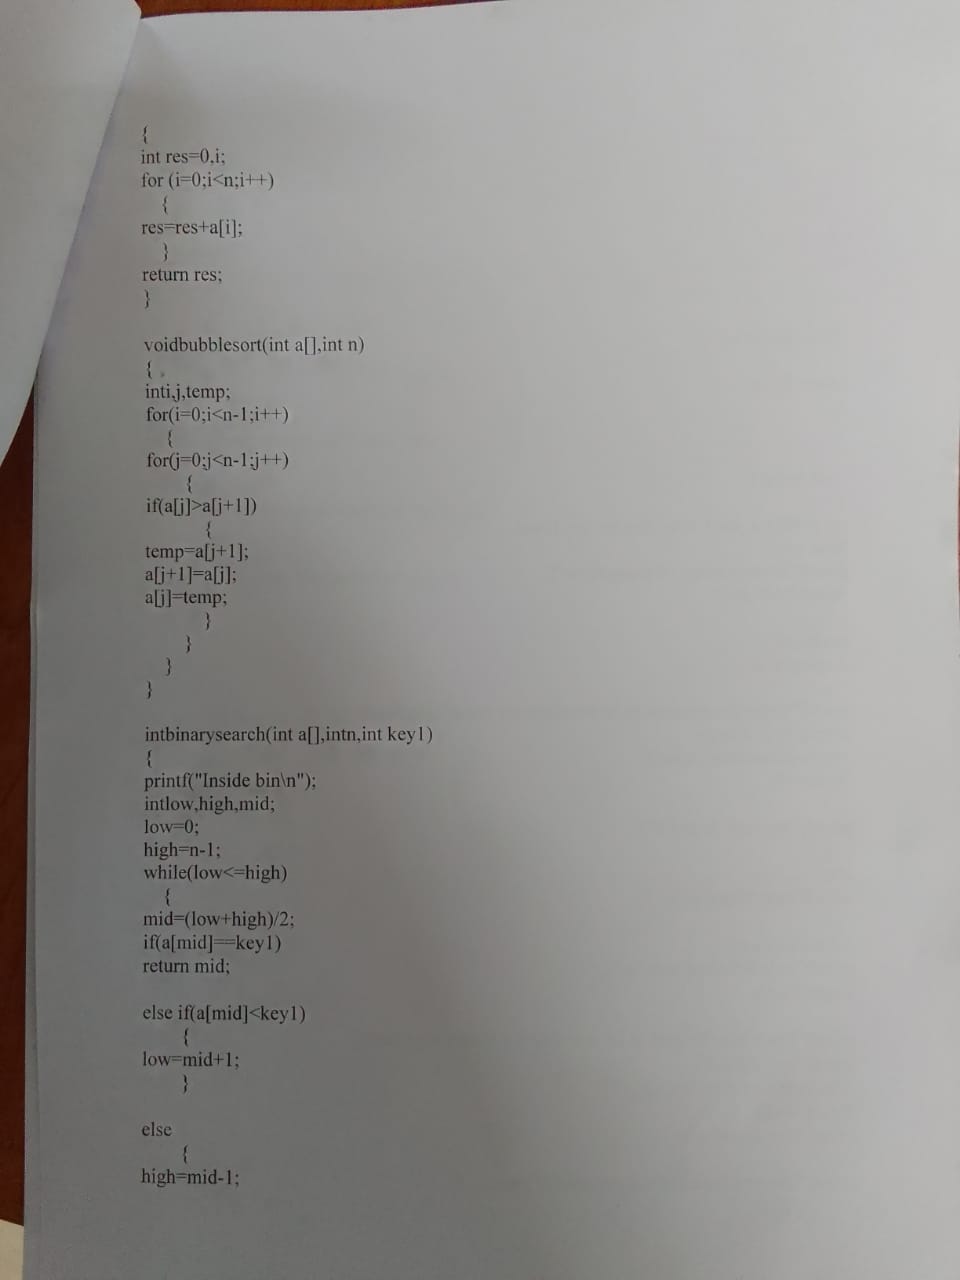 {
int res=0,i;
for (i=0;i<n;i++)
{
res=res+a[i];
}
return res;
}
voidbubblesort(int a[],int n)
{
inti,j,temp;
for(i=0;i<n-1;i++)
{
for(j=0;j<n-1;j++)
{
if(a[j]>a[j+1])
{
temp=a[j+1];
a[j+1]=a[j];
a[j]=temp;
}
}
}
}
intbinarysearch(int a[],intn,int key1)
{
printf("Inside bin\n");
intlow,high,mid;
low=0;
high=n-1;
while(low<=high)
{
mid=(low+high)/2;
if(a[mid]==key1)
return mid;
else if(a[mid]<key1)
{
low=mid+1;
}
else
{
high=mid-1;